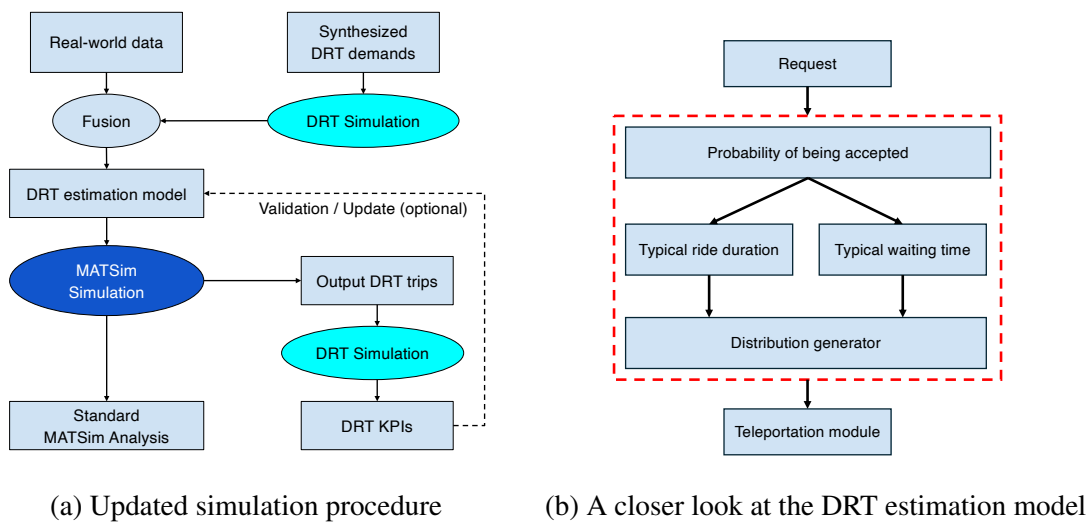 Real-world data
Synthesized
DRT demands
Fusion
DRT Simulation
DRT estimation model
Validation / Update (optional)
MATSim
Simulation
Output DRT trips
DRT Simulation
Standard
MATSim Analysis
DRT KPIs
(a) Updated simulation procedure
Request
Probability of being accepted
Typical ride duration
Typical waiting time
Distribution generator
Teleportation module
(b) A closer look at the DRT estimation model